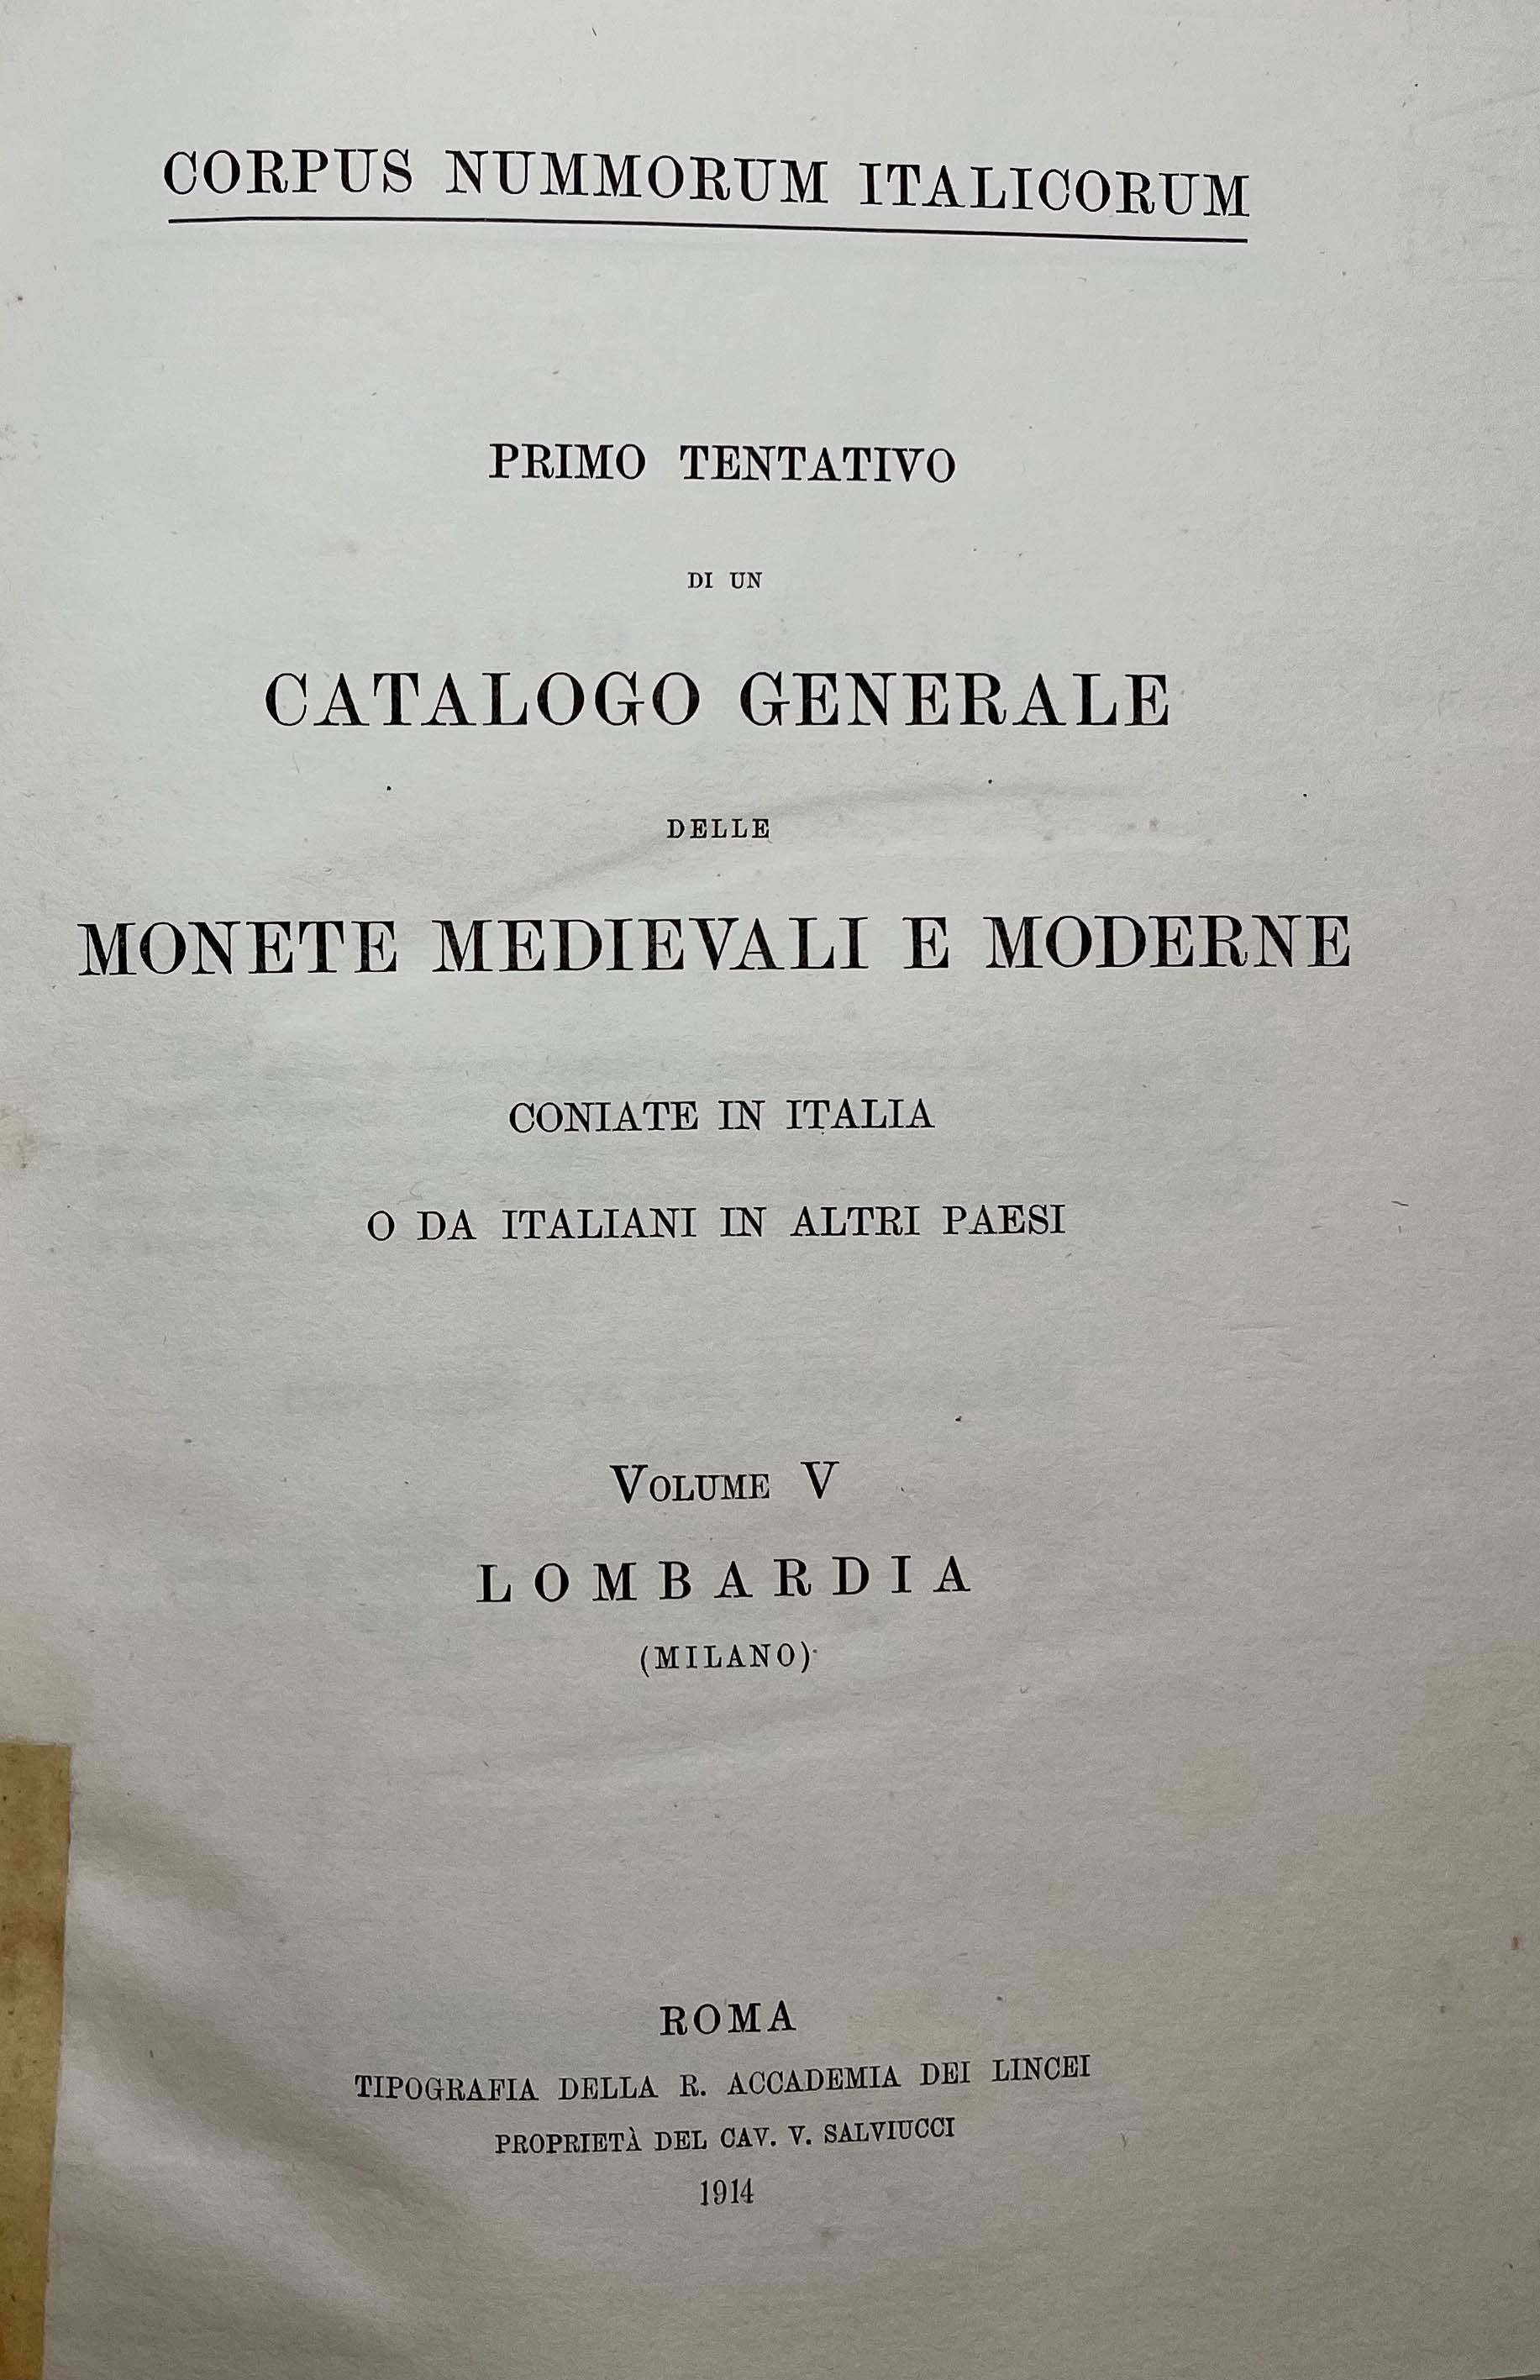 CORPUS NUMMORUM ITALICORUM
PRIMO TENTATIVO
DI UN
CATALOGO GENERALE
DELLE
MONETE MEDIEVALI E MODERNE
CONIATE IN ITALIA
O DA ITALIANI IN ALTRI PAESI
VOLUME V
LOMBARDIA
(MILANO)
ROMA
TIPOGRAFIA DELLA R. ACCADEMIA DEI LINCEI
PROPRIETÀ DEL CAV. V. SALVIUCCI
1914